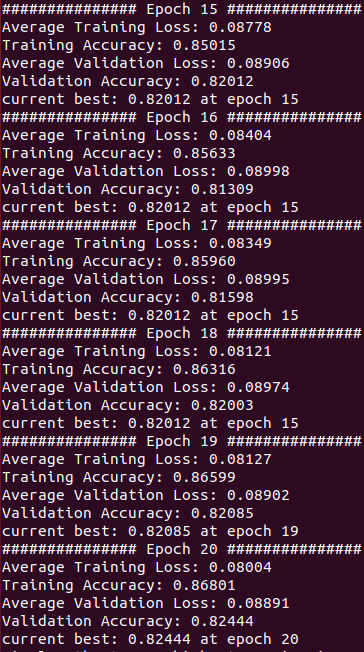 ############### Epoch 15 ###############
Average Training Loss: 0.08778
Training Accuracy: 0.85015
Average Validation Loss: 0.08906
Validation Accuracy: 0.82012
current best: 0.82012 at epoch 15
############### Epoch 16 ###############
Average Training Loss: 0.08404
Training Accuracy: 0.85633
Average Validation Loss: 0.08998
Validation Accuracy: 0.81309
current best: 0.82012 at epoch 15
############### Epoch 17 ###############
Average Training Loss: 0.08349
Training Accuracy: 0.85960
Average Validation Loss: 0.08995
Validation Accuracy: 0.81598
current best: 0.82012 at epoch 15
############### Epoch 18 ###############
Average Training Loss: 0.08121
Training Accuracy: 0.86316
Average Validation Loss: 0.08974
Validation Accuracy: 0.82003
current best: 0.82012 at epoch 15
############### Epoch 19 ###############
Average Training Loss: 0.08127
Training Accuracy: 0.86599
Average Validation Loss: 0.08902
Validation Accuracy: 0.82085
current best: 0.82085 at epoch 19
############### Epoch 20 ###############
Average Training Loss: 0.08004
Training Accuracy: 0.86801
Average Validation Loss: 0.08891
Validation Accuracy: 0.82444
current best: 0.82444 at epoch 20